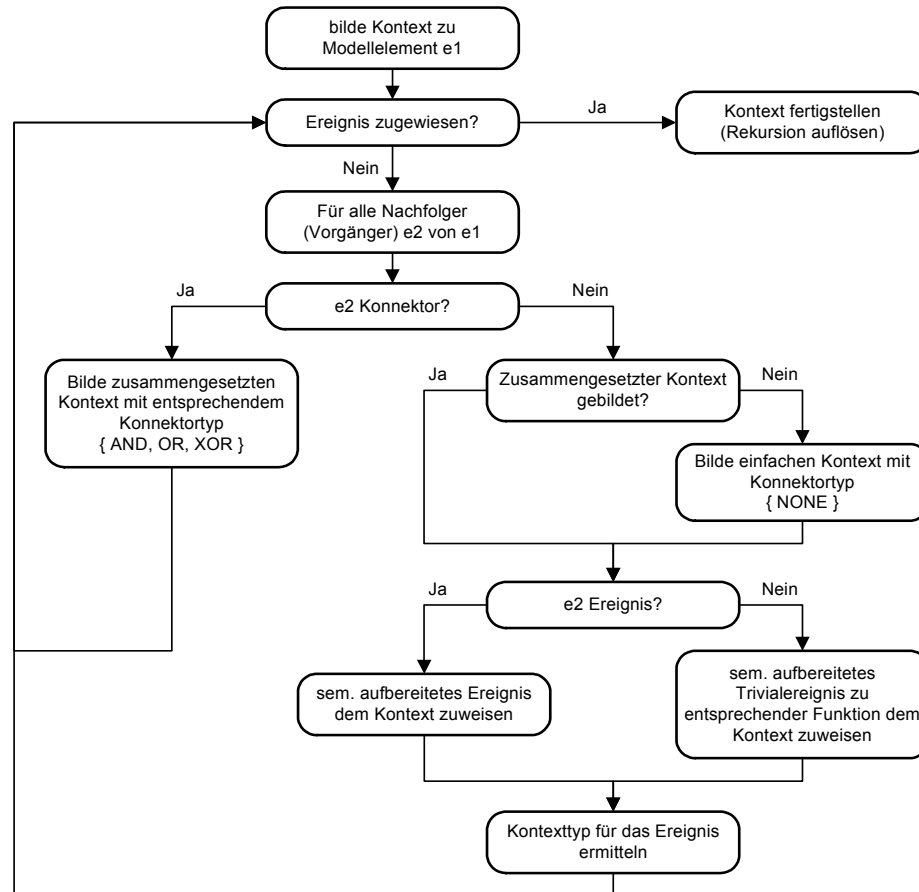 bilde Kontext zu
Modellelement e1
Ereignis zugewiesen?
Ja
Kontext fertigstellen
(Rekursion auflösen)
Nein
Für alle Nachfolger
(Vorgänger) e2 von e1
Ja
e2 Konnektor?
Nein
Bilde zusammengesetzten
Kontext mit entsprechendem
Konnektortyp
{ AND, OR, XOR }
Ja
Zusammengesetzter Kontext
gebildet?
Nein
Bilde einfachen Kontext mit
Konnektortyp
{ NONE }
Ja
e2 Ereignis?
Nein
sem. aufbereitetes Ereignis
dem Kontext zuweisen
sem. aufbereitetes
Trivialereignis zu
entsprechender Funktion dem
Kontext zuweisen
Kontexttyp für das Ereignis
ermitteln